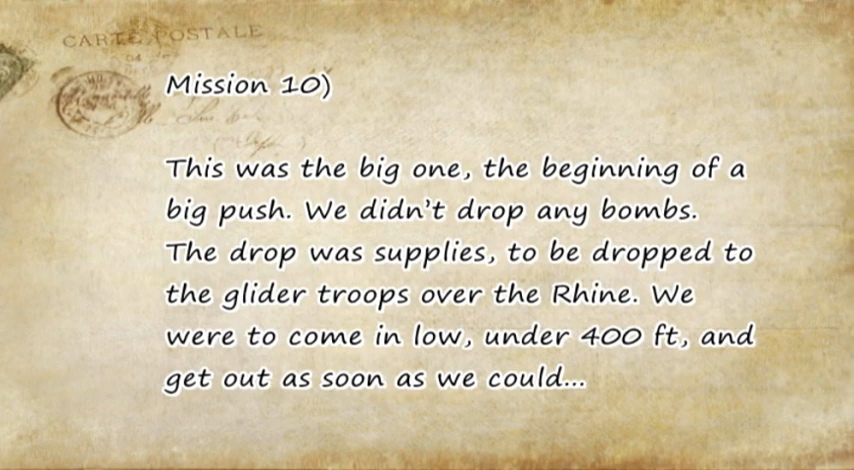 CARTE POSTALE
Mission 10)
This was the big one, the beginning of a
big push. We didn't drop any bombs.
The drop was supplies, to be dropped to
the glider troops over the Rhine. We
were to come in low, under 400 ft, and
get out as soon as we could...